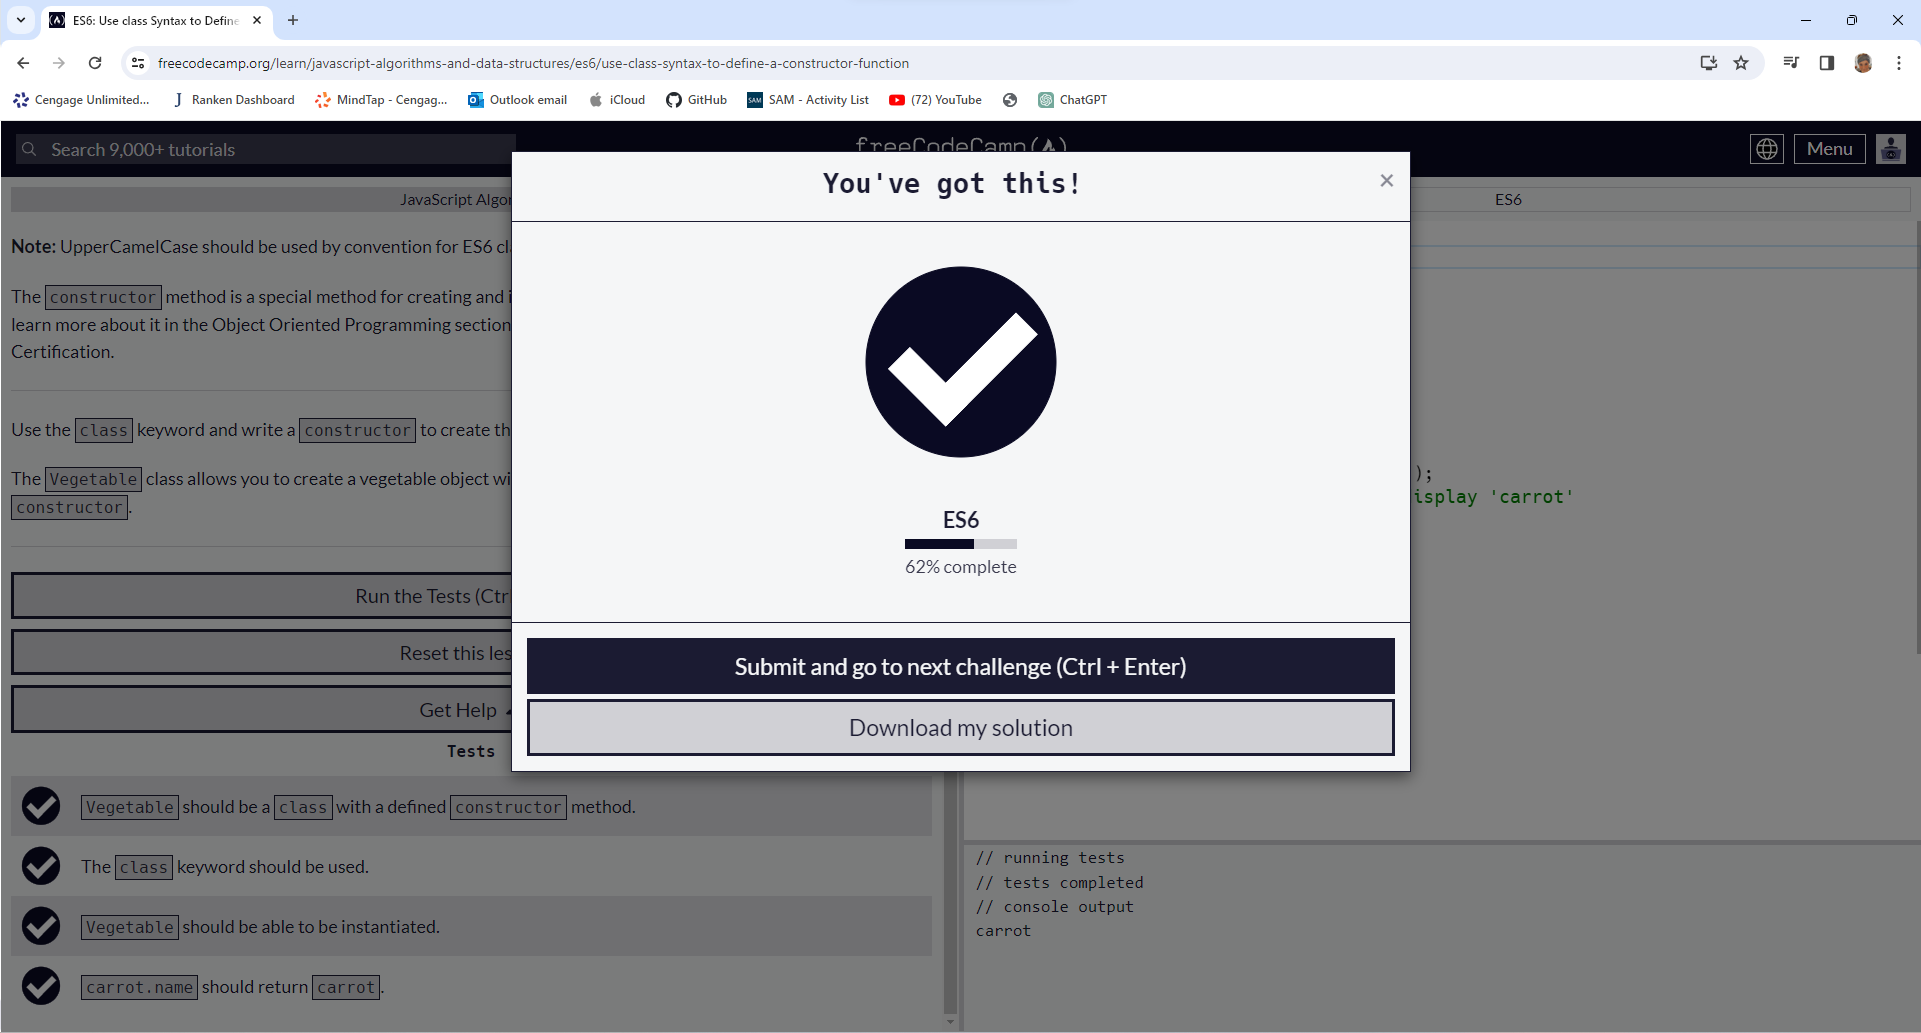 ES6: Use class Syntax to Define
freecodecamp.org/learn/javascript-algorithms-and-data-structures/es6/use-class-syntax-to-define-a-constructor-function
Cengage Unlimited...
Ranken Dashboard
MindTap - Cengag...
Outlook email
iCloud
GitHub
SAM
SAM - Activity List
(72) YouTube
ChatGPT
Search 9,000+ tutorials
freeCodeCamp
Menu
JavaScript Algor
ES6
Note: UpperCamelCase should be used by convention for ES6 cl
The constructor method is a special method for creating and i
learn more about it in the Object Oriented Programming section
Certification.
Use the class keyword and write a constructor to create th
The Vegetable class allows you to create a vegetable object wi
constructor.
Run the Tests (Ctr
Reset this les
Get Help
Tests
Vegetable should be a class with a defined constructor method.
The class keyword should be used.
Vegetable should be able to be instantiated.
carrot.name should return carrot.
You've got this!
×
ES6
62% complete
Submit and go to next challenge (Ctrl + Enter)
Download my solution
);
isplay 'carrot'
// running tests
// tests completed
// console output
carrot